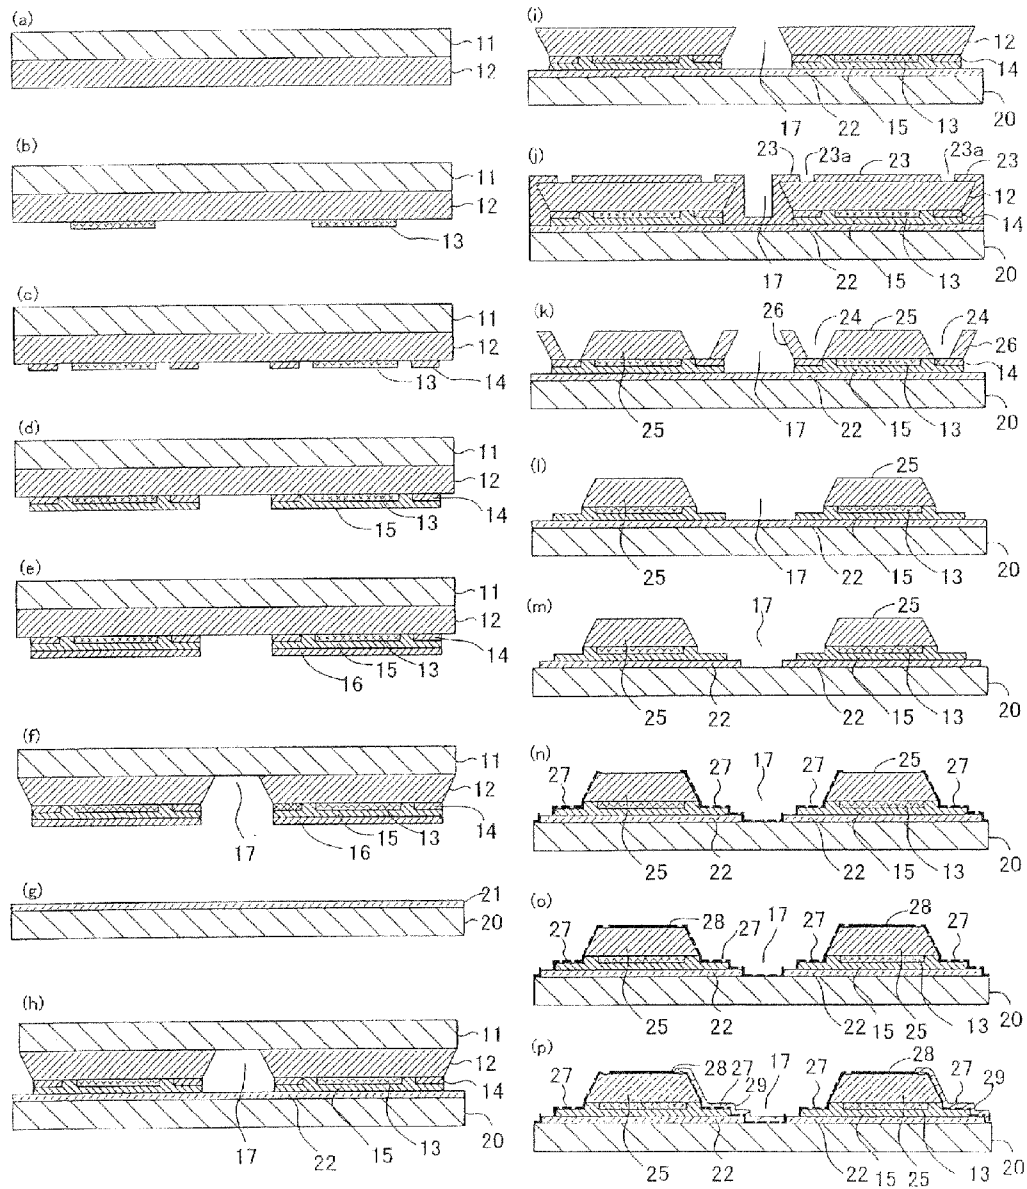 (a)
11
12
(b)
11
12
13
(c)
11
12
13 14
(d)
11
12
14
15 13
(e)
11
12
14
16 15 13
(f)
11
12
14
17 16 15 13
(g)
21
20
(h)
11
12
14
17 22 15 13 20
(i)
12
14
17 22 15 13 20
(j)
23 23a 23 23a 23
12
14
17 22 15 13 20
(k)
26 24 25 24 26
14
25 17 22 15 13 20
(l)
25
25 17 22 15 13 20
(m)
17 25
25 22 22 15 13 20
(n)
27 27 17 27 25 27
25 22 22 15 13 20
(o)
27 28 27 17 27 28 27
25 22 22 15 25 13 20
(p)
27 28 27 29 17 27 28 27 29
25 22 22 15 25 13 20